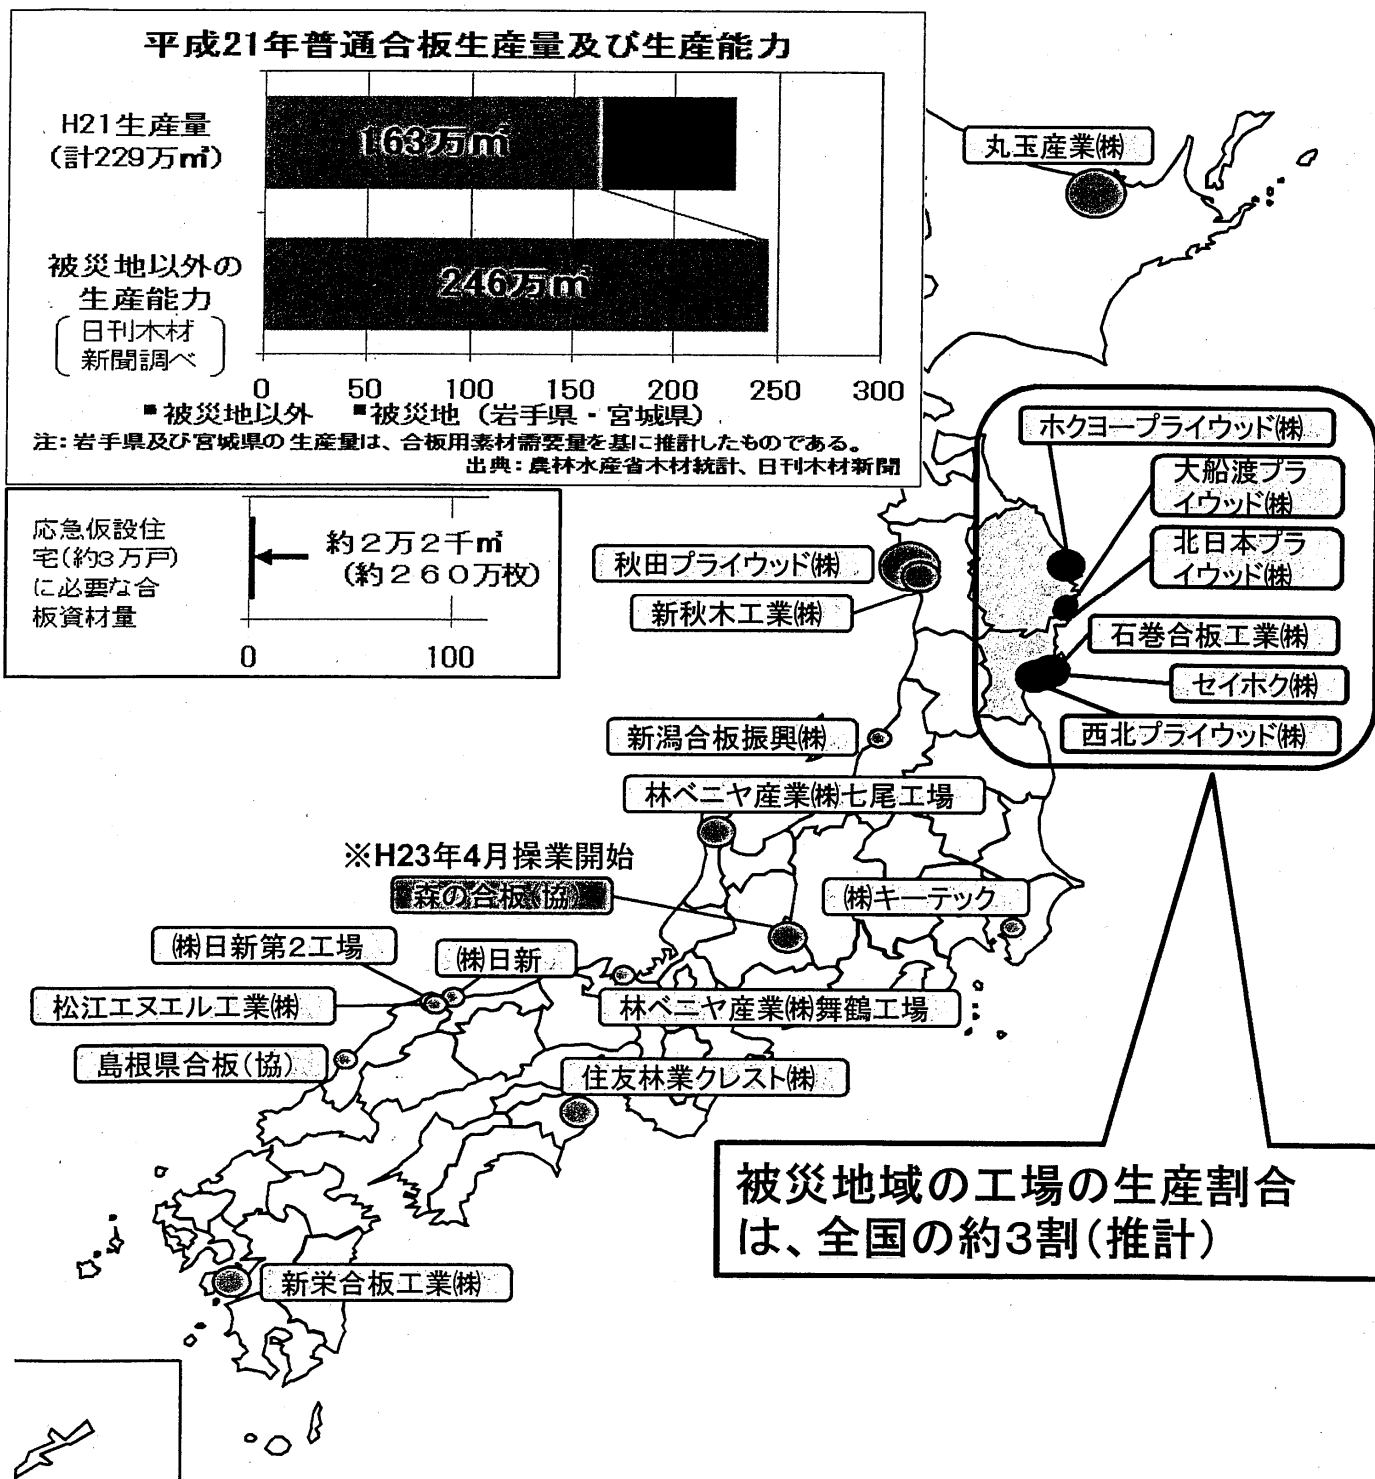 平成21年普通合板生産量及び生産能力
H21生産量
(計229万㎥)
163万㎥
被災地以外の
生産能力
日刊木材
新聞調べ
246万㎥
0 50 100 150 200 250 300
■被災地以外 ■被災地（岩手県・宮城県）
注：岩手県及び宮城県の生産量は、合板用素材需要量を基に推計したものである。
出典：農林水産省木材統計、日刊木材新聞
応急仮設住
宅(約3万戸)
に必要な合
板資材量
約２万２千㎥
(約２６０万枚)
0 100
丸玉産業㈱
ホクヨープライウッド㈱
大船渡プラ
イウッド㈱
北日本プラ
イウッド㈱
石巻合板工業㈱
セイホク㈱
西北プライウッド㈱
秋田プライウッド㈱
新秋木工業㈱
新潟合板振興㈱
林ベニヤ産業㈱七尾工場
※H23年4月操業開始
森の合板(協)
㈱キーテック
㈱日新第2工場
㈱日新
松江エヌエル工業㈱
林ベニヤ産業㈱舞鶴工場
島根県合板(協)
住友林業クレスト㈱
新栄合板工業㈱
被災地域の工場の生産割合
は、全国の約3割(推計)